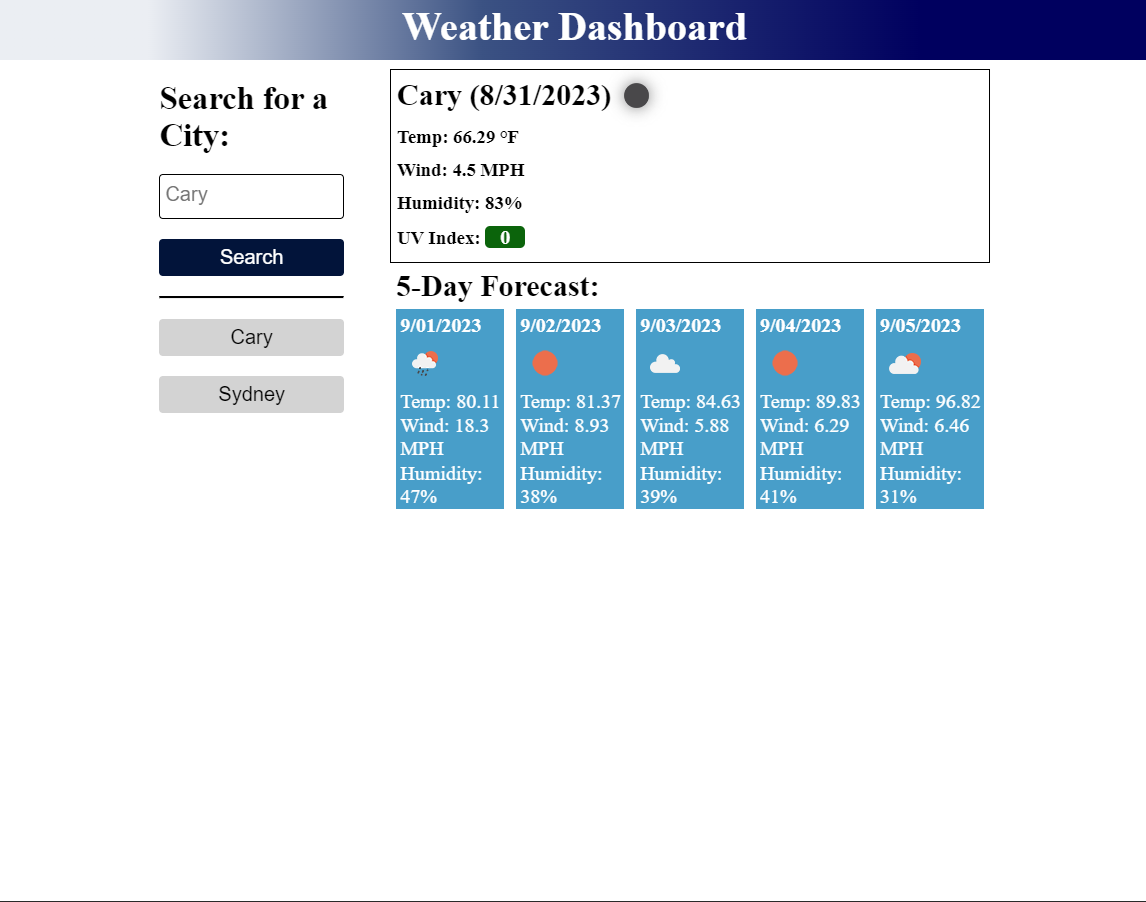 Weather Dashboard
Search for a
City:
Cary
Search
Cary
Sydney
Cary (8/31/2023)
Temp: 66.29 °F
Wind: 4.5 MPH
Humidity: 83%
UV Index: 0
5-Day Forecast:
9/01/2023
Temp: 80.11
Wind: 18.3
MPH
Humidity:
47%
9/02/2023
Temp: 81.37
Wind: 8.93
MPH
Humidity:
38%
9/03/2023
Temp: 84.63
Wind: 5.88
MPH
Humidity:
39%
9/04/2023
Temp: 89.83
Wind: 6.29
MPH
Humidity:
41%
9/05/2023
Temp: 96.82
Wind: 6.46
MPH
Humidity:
31%